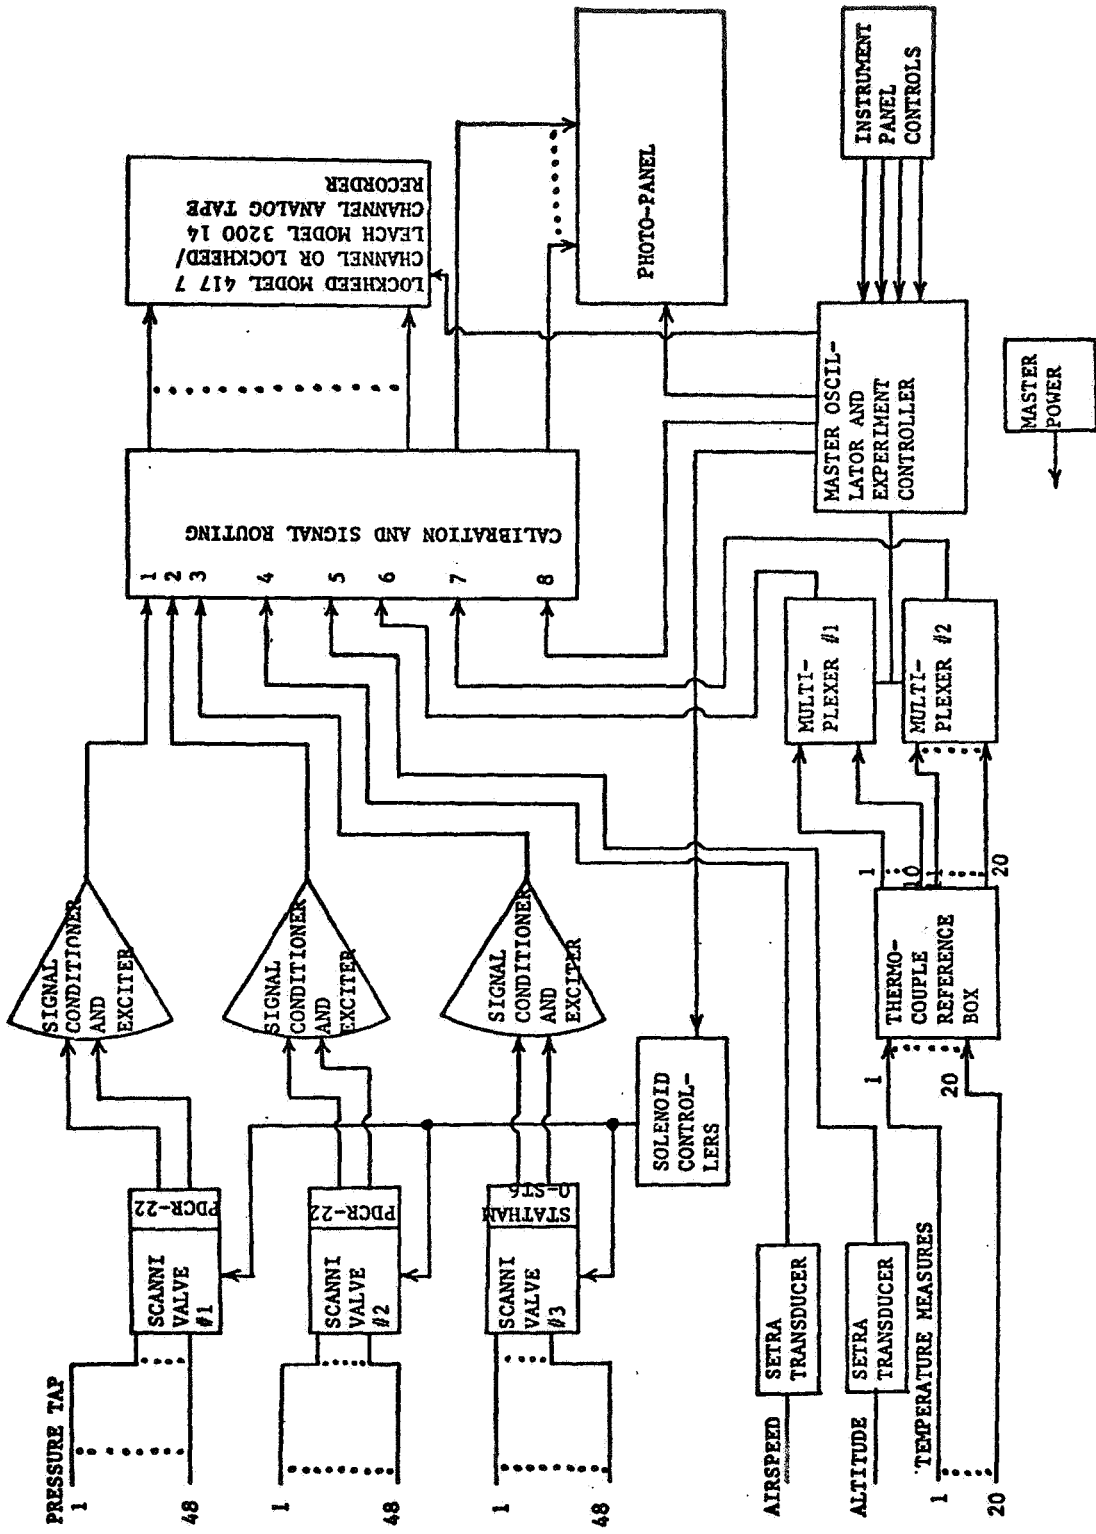 PRESSURE TAP
1
48
1
48
1
48
SCANNI
VALVE
#1
PDCR-22
SCANNI
VALVE
#2
PDCR-22
SCANNI
VALVE
#3
STATHAM
O-ST6
SIGNAL
CONDITIONER
AND
EXCITER
SIGNAL
CONDITIONER
AND
EXCITER
SIGNAL
CONDITIONER
AND
EXCITER
SOLENOID
CONTROL-
LERS
AIRSPEED
SETRA
TRANSDUCER
ALTITUDE
SETRA
TRANSDUCER
TEMPERATURE MEASURES
1
20
1
20
THERMO-
COUPLE
REFERENCE
BOX
1
10
11
20
MULTI-
PLEXER #1
MULTI-
PLEXER #2
1
2
3
4
5
6
7
8
CALIBRATION AND SIGNAL ROUTING
LOCKHEED MODEL 417 7
CHANNEL OR LOCKHEED/
LEACH MODEL 3200 14
CHANNEL ANALOG TAPE
RECORDER
PHOTO-PANEL
MASTER OSCIL-
LATOR AND
EXPERIMENT
CONTROLLER
INSTRUMENT
PANEL
CONTROLS
MASTER
POWER